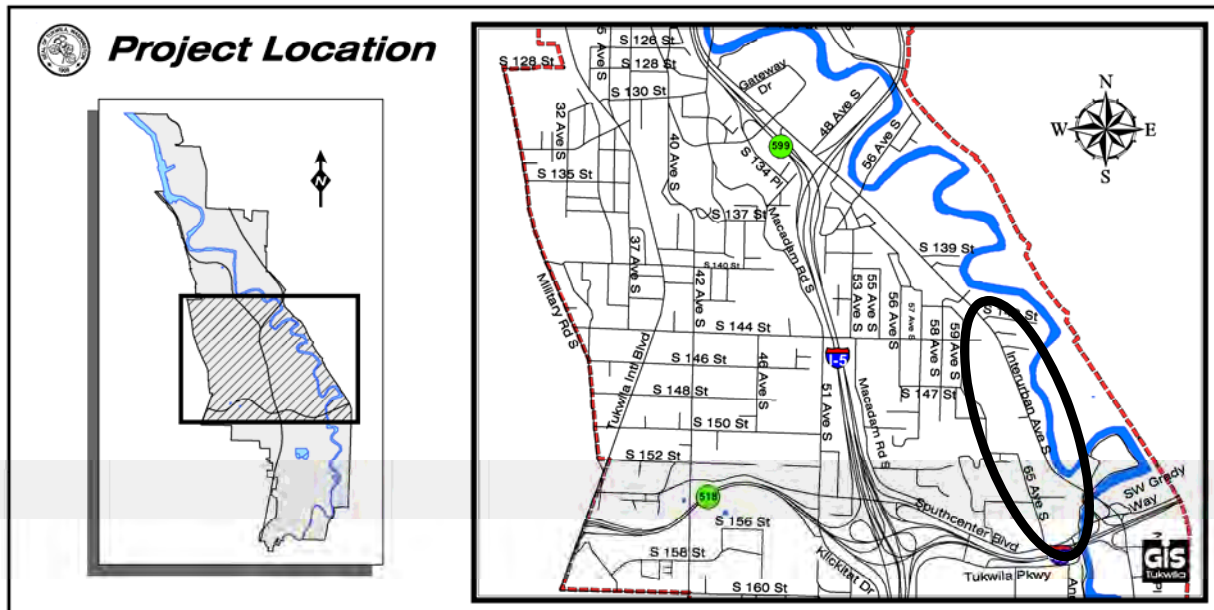 Project Location
SEAL OF TUKWILA, WASHINGTON
1908
N
N
W
E
S
S 126 St
S 128 St
S 128 St
S 130 St
Gateway
Dr
48 Ave S
56 Ave S
32 Ave S
40 Ave S
599
S 134 Pl
S 135 St
S 137 St
Macadam Rd S
37 Ave S
S 139 St
S 140 St
42 Ave S
Military Rd S
53 Ave S
55 Ave S
56 Ave S
57 Ave S
58 Ave S
59 Ave S
S 144 St
I-5
Tukwila Intl Blvd
S 146 St
46 Ave S
Interurban Ave S
S 147 St
S 148 St
51 Ave S
Macadam Rd S
S 150 St
S 152 St
65 Ave S
SW Grady
Way
518
S 156 St
Southcenter Blvd
S 158 St
Klickitat Dr
Tukwila Pkwy
S 160 St
GIS
Tukwila